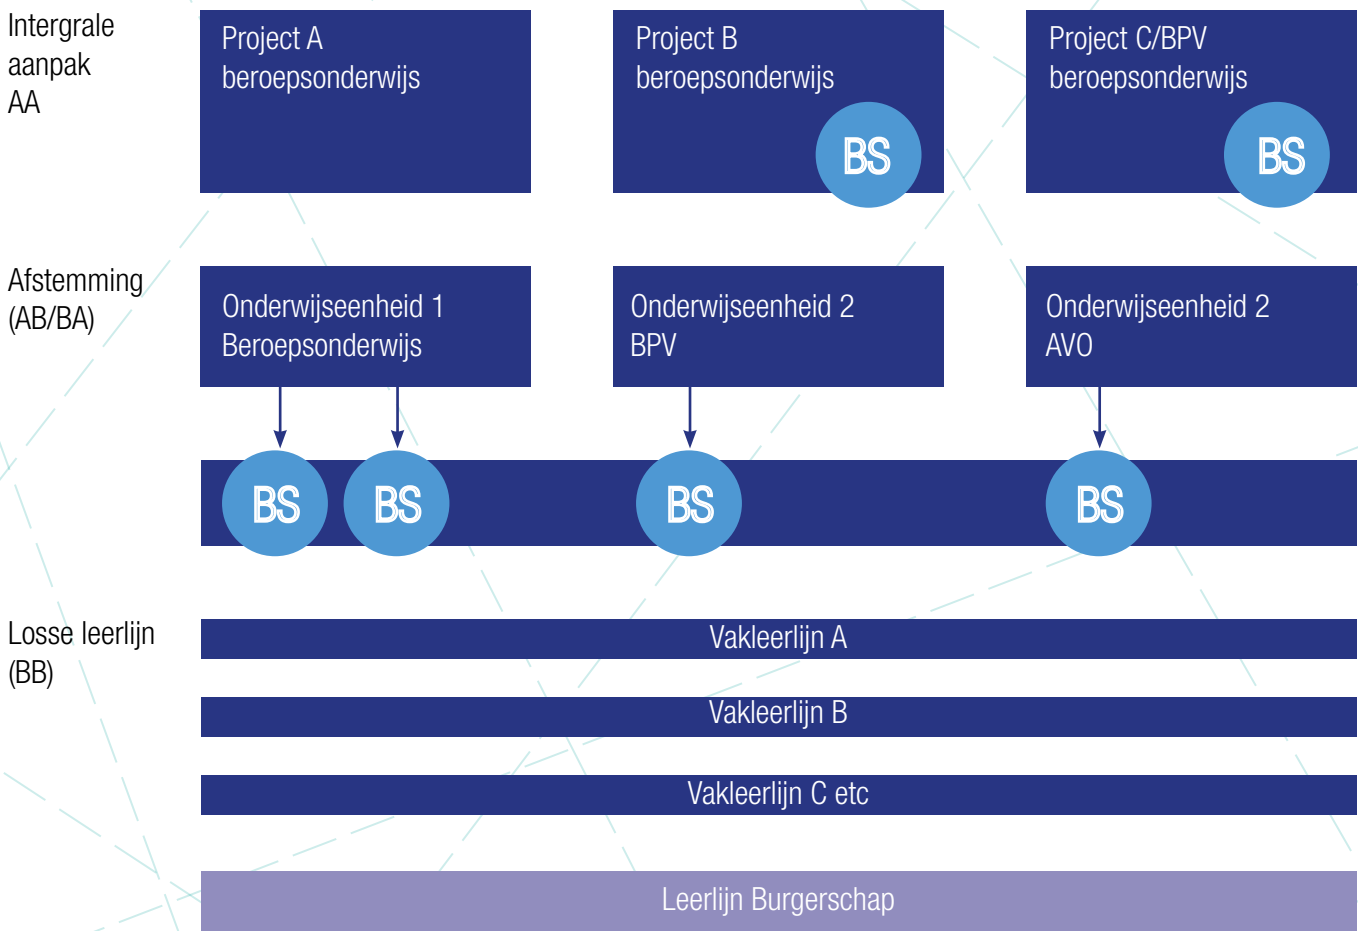 Intergrale
aanpak
AA
Project A
beroepsonderwijs
Project B
beroepsonderwijs
BS
Project C/BPV
beroepsonderwijs
BS
Afstemming
(AB/BA)
Onderwijseenheid 1
Beroepsonderwijs
Onderwijseenheid 2
BPV
Onderwijseenheid 2
AVO
BS
BS
BS
BS
Losse leerlijn
(BB)
Vakleerlijn A
Vakleerlijn B
Vakleerlijn C etc
Leerlijn Burgerschap